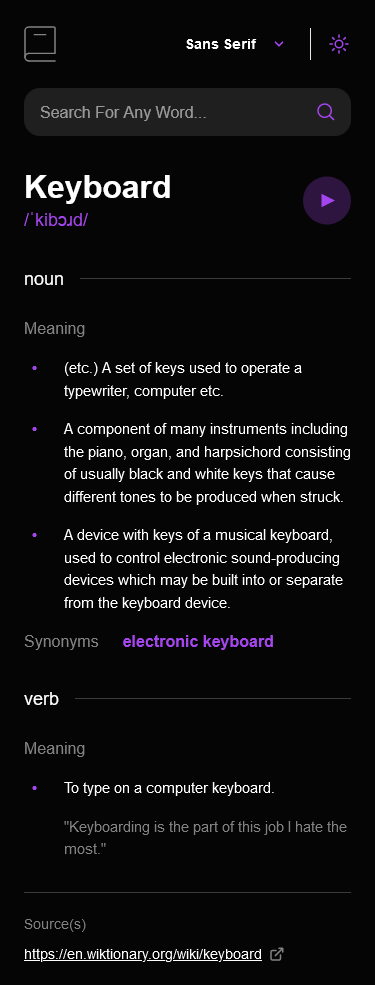 Sans Serif
Search For Any Word...
Keyboard
/ˈkibɔɹd/
noun
Meaning
• (etc.) A set of keys used to operate a
typewriter, computer etc.
• A component of many instruments including
the piano, organ, and harpsichord consisting
of usually black and white keys that cause
different tones to be produced when struck.
• A device with keys of a musical keyboard,
used to control electronic sound-producing
devices which may be built into or separate
from the keyboard device.
Synonyms electronic keyboard
verb
Meaning
• To type on a computer keyboard.
"Keyboarding is the part of this job I hate the
most."
Source(s)
https://en.wiktionary.org/wiki/keyboard